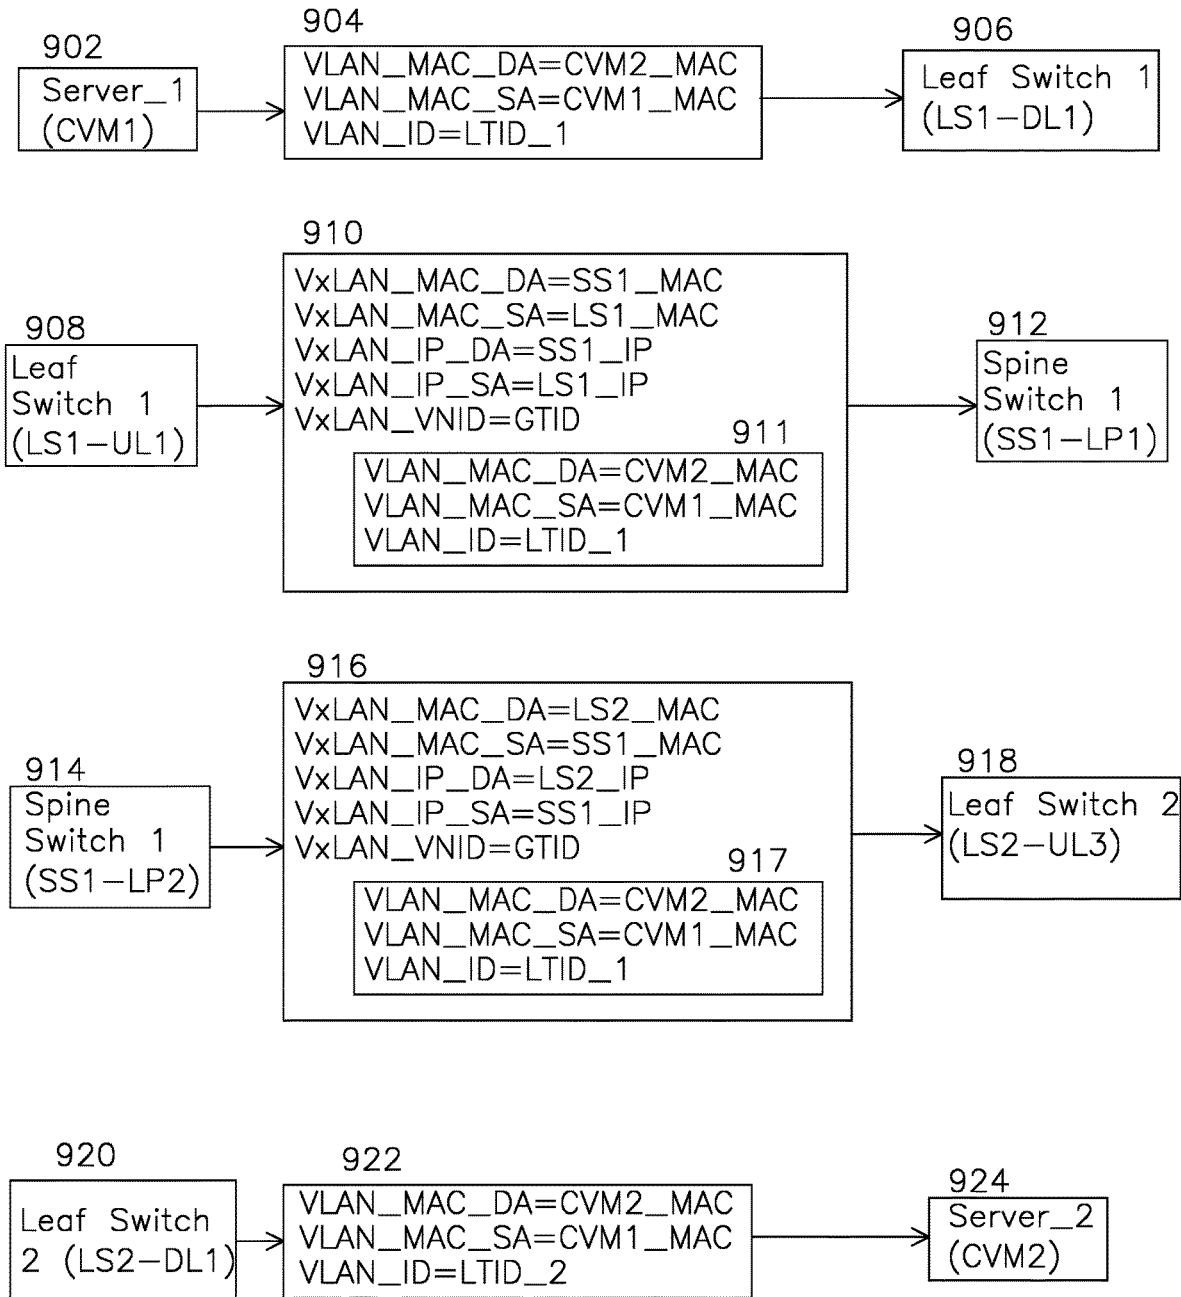 902
Server_1
(CVM1)
904
VLAN_MAC_DA=CVM2_MAC
VLAN_MAC_SA=CVM1_MAC
VLAN_ID=LTID_1
906
Leaf Switch 1
(LS1-DL1)
908
Leaf
Switch 1
(LS1-UL1)
910
VxLAN_MAC_DA=SS1_MAC
VxLAN_MAC_SA=LS1_MAC
VxLAN_IP_DA=SS1_IP
VxLAN_IP_SA=LS1_IP
VxLAN_VNID=GTID
911
VLAN_MAC_DA=CVM2_MAC
VLAN_MAC_SA=CVM1_MAC
VLAN_ID=LTID_1
912
Spine
Switch 1
(SS1-LP1)
914
Spine
Switch 1
(SS1-LP2)
916
VxLAN_MAC_DA=LS2_MAC
VxLAN_MAC_SA=SS1_MAC
VxLAN_IP_DA=LS2_IP
VxLAN_IP_SA=SS1_IP
VxLAN_VNID=GTID
917
VLAN_MAC_DA=CVM2_MAC
VLAN_MAC_SA=CVM1_MAC
VLAN_ID=LTID_1
918
Leaf Switch 2
(LS2-UL3)
920
Leaf Switch
2 (LS2-DL1)
922
VLAN_MAC_DA=CVM2_MAC
VLAN_MAC_SA=CVM1_MAC
VLAN_ID=LTID_2
924
Server_2
(CVM2)